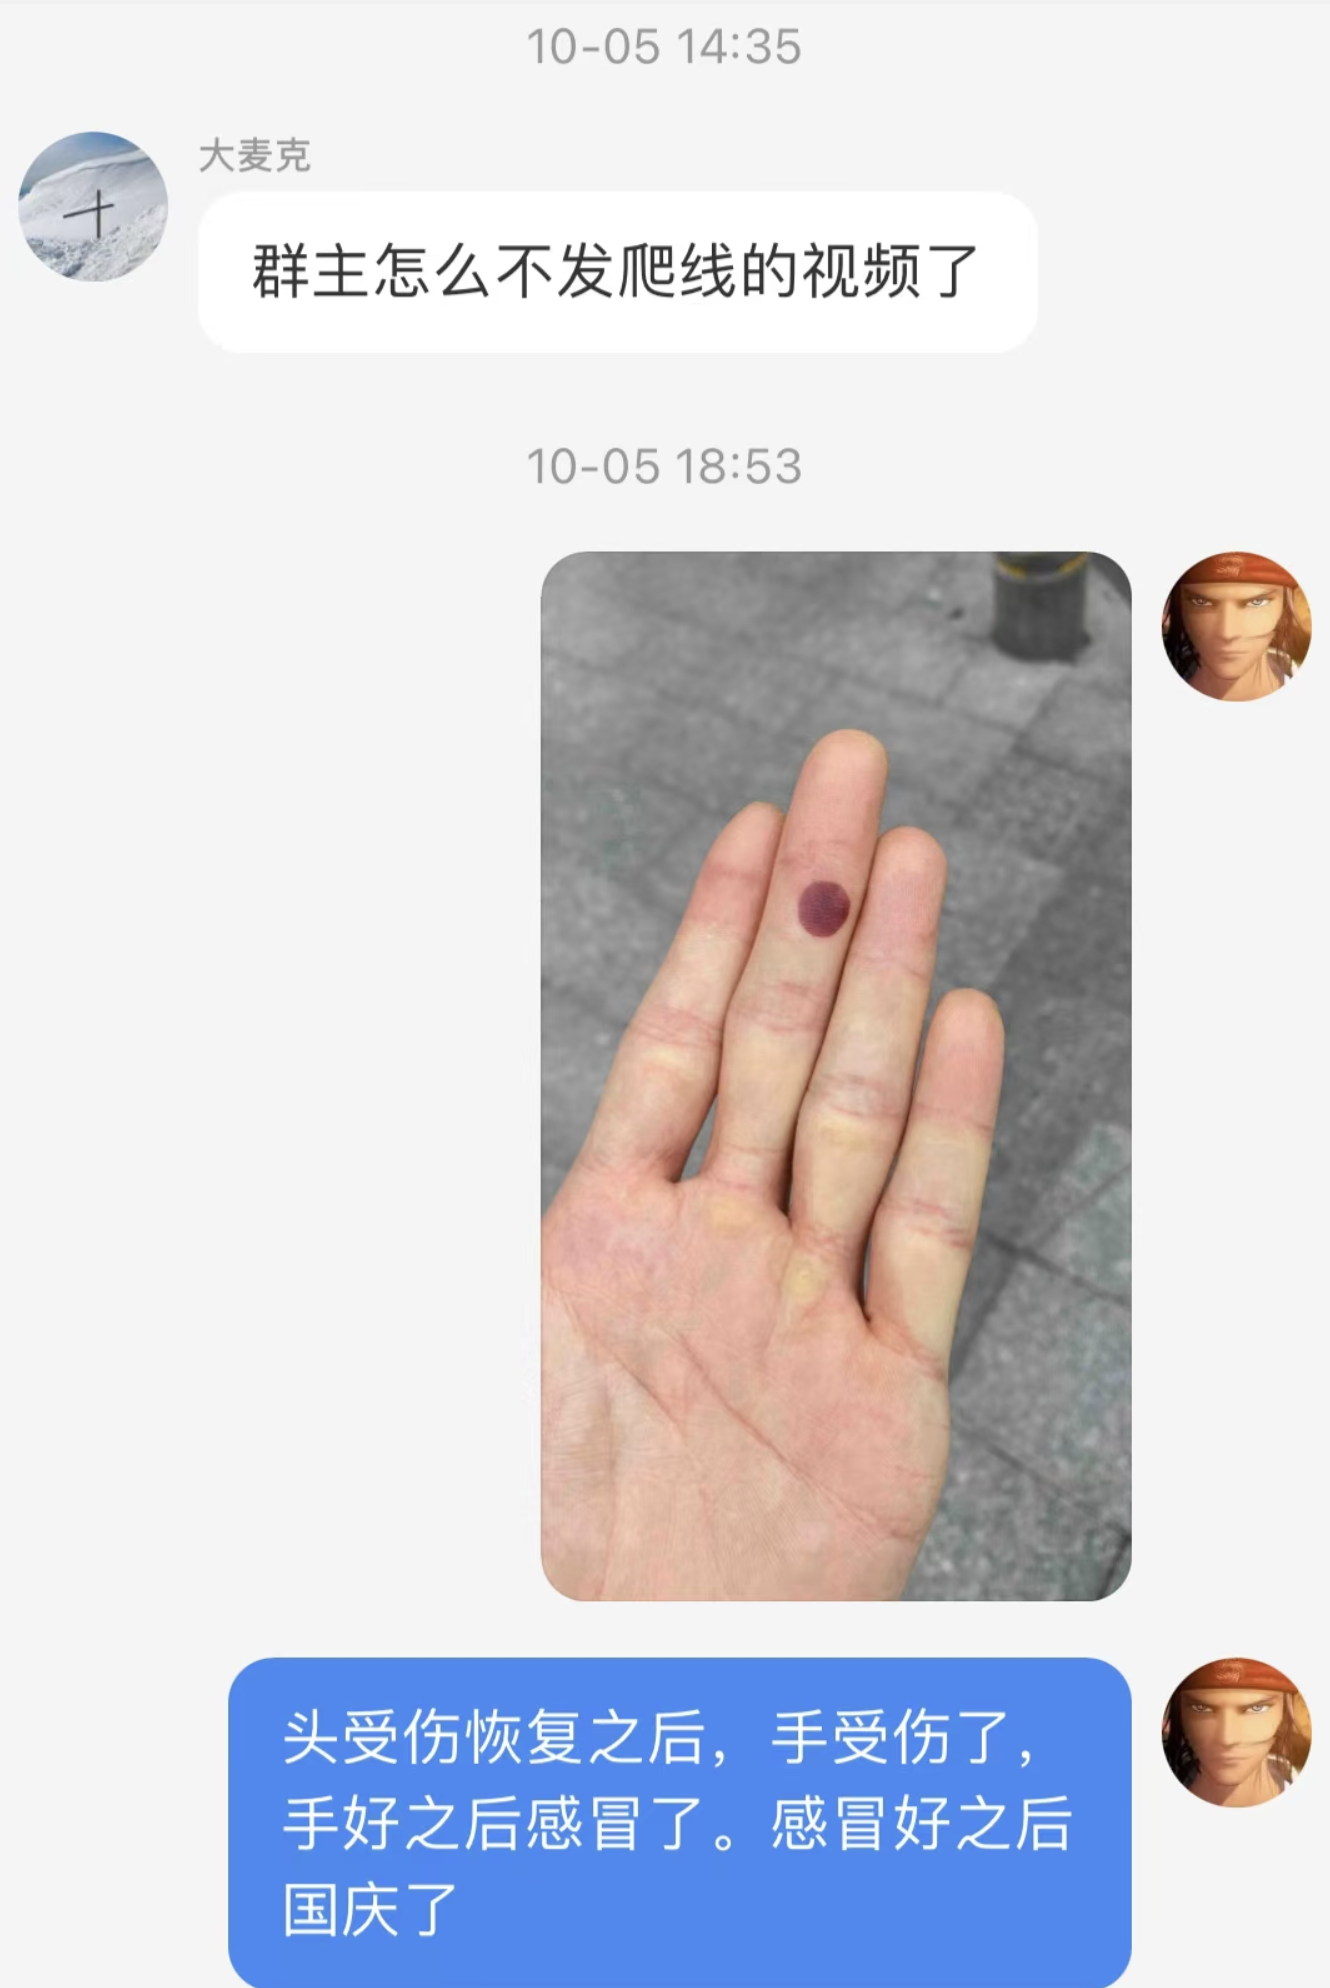 10-05 14:35
大麦克
群主怎么不发爬线的视频了
10-05 18:53
头受伤恢复之后，手受伤了，
手好之后感冒了。感冒好之后
国庆了